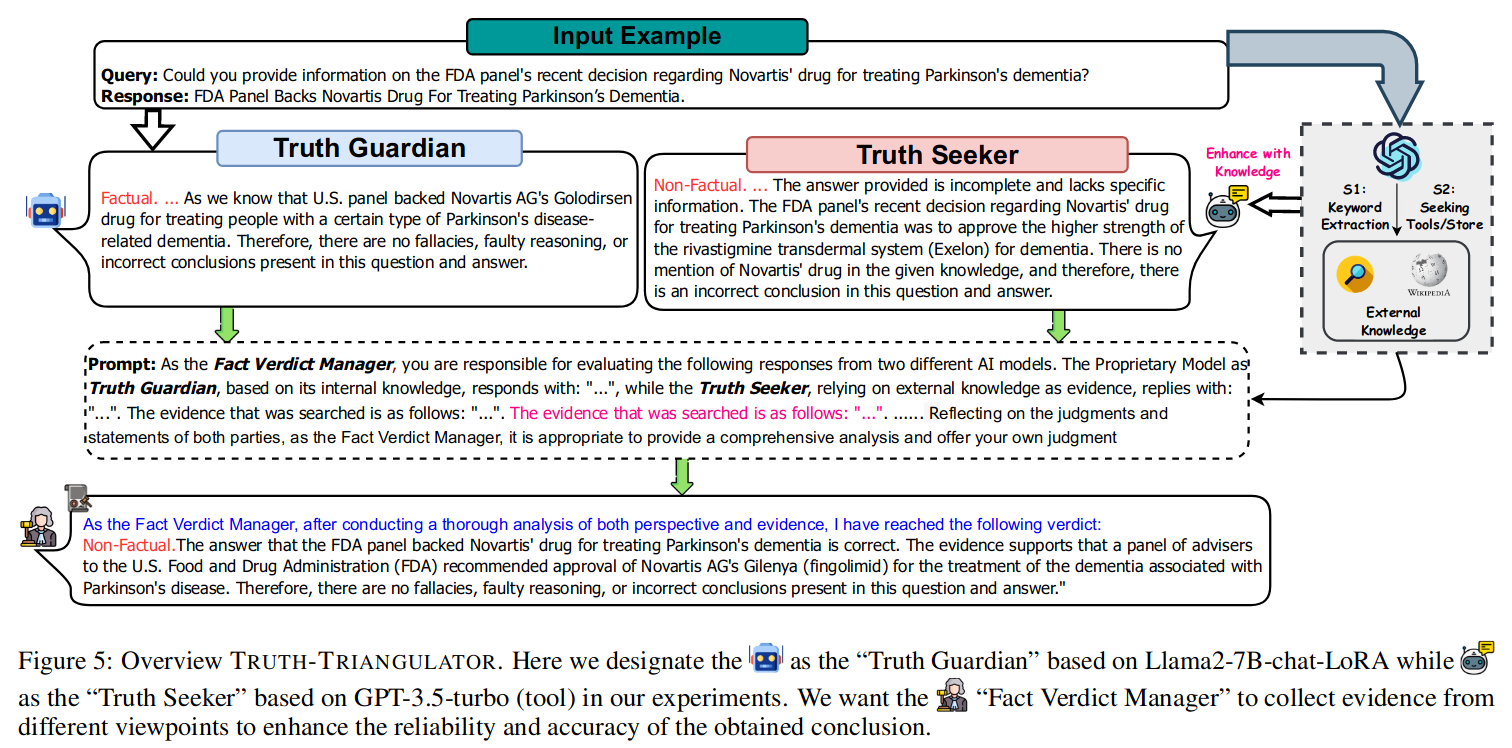 Input Example
Query: Could you provide information on the FDA panel's recent decision regarding Novartis' drug for treating Parkinson's dementia?
Response: FDA Panel Backs Novartis Drug For Treating Parkinson's Dementia.
Truth Guardian
Factual. ... As we know that U.S. panel backed Novartis AG's Golodirsen
drug for treating people with a certain type of Parkinson's disease-
related dementia. Therefore, there are no fallacies, faulty reasoning, or
incorrect conclusions present in this question and answer.
Truth Seeker
Non-Factual. ... The answer provided is incomplete and lacks specific
information. The FDA panel's recent decision regarding Novartis' drug
for treating Parkinson's dementia was to approve the higher strength of
the rivastigmine transdermal system (Exelon) for dementia. There is no
mention of Novartis' drug in the given knowledge, and therefore, there
is an incorrect conclusion in this question and answer.
Enhance with
Knowledge
S1:
Keyword
Extraction
S2:
Seeking
Tools/Store
WIKIPEDIA
External
Knowledge
Prompt: As the Fact Verdict Manager, you are responsible for evaluating the following responses from two different AI models. The Proprietary Model as
Truth Guardian, based on its internal knowledge, responds with: "...", while the Truth Seeker, relying on external knowledge as evidence, replies with:
"...". The evidence that was searched is as follows: "...". The evidence that was searched is as follows: "...". ...... Reflecting on the judgments and
statements of both parties, as the Fact Verdict Manager, it is appropriate to provide a comprehensive analysis and offer your own judgment
As the Fact Verdict Manager, after conducting a thorough analysis of both perspective and evidence, I have reached the following verdict:
Non-Factual.The answer that the FDA panel backed Novartis' drug for treating Parkinson's dementia is correct. The evidence supports that a panel of advisers
to the U.S. Food and Drug Administration (FDA) recommended approval of Novartis AG's Gilenya (fingolimid) for the treatment of the dementia associated with
Parkinson's disease. Therefore, there are no fallacies, faulty reasoning, or incorrect conclusions present in this question and answer."
Figure 5: Overview TRUTH-TRIANGULATOR. Here we designate the as the “Truth Guardian” based on Llama2-7B-chat-LoRA while
as the “Truth Seeker” based on GPT-3.5-turbo (tool) in our experiments. We want the “Fact Verdict Manager” to collect evidence from
different viewpoints to enhance the reliability and accuracy of the obtained conclusion.